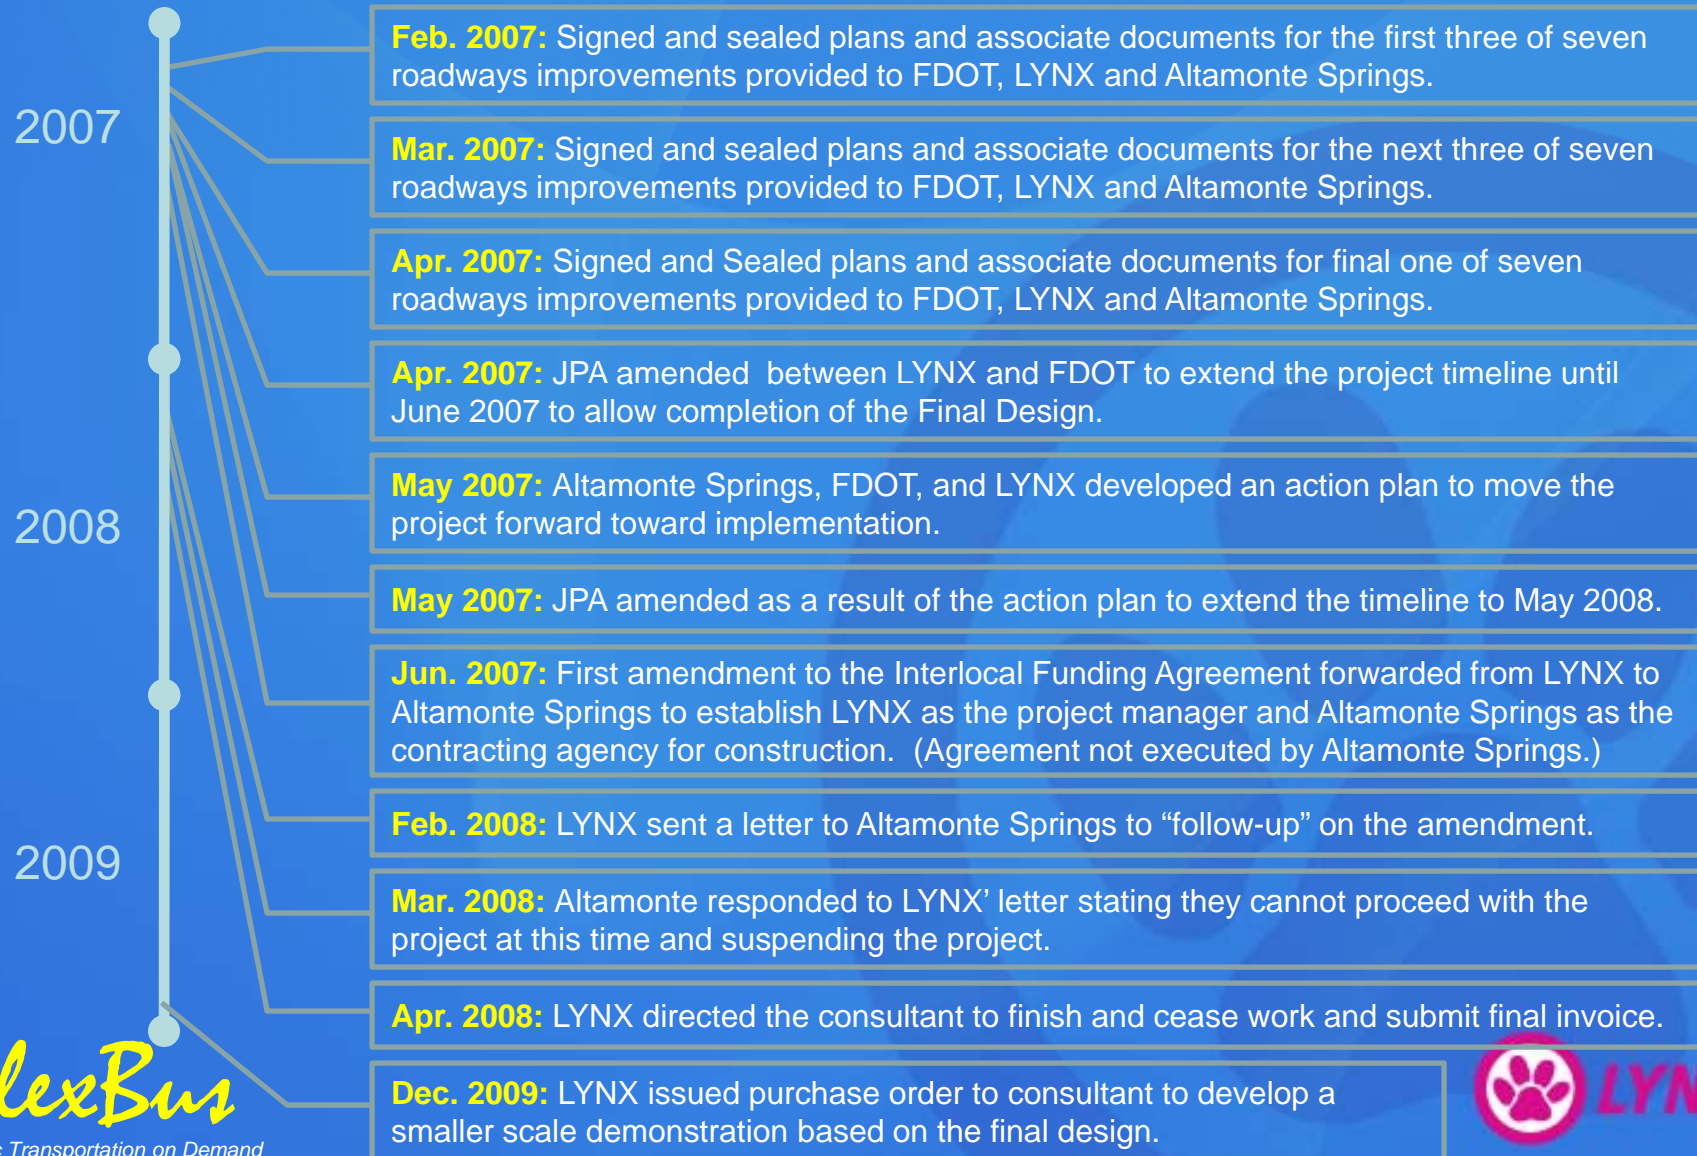 Feb. 2007: Signed and sealed plans and associate documents for the first three of seven
roadways improvements provided to FDOT, LYNX and Altamonte Springs.
2007
Mar. 2007: Signed and sealed plans and associate documents for the next three of seven
roadways improvements provided to FDOT, LYNX and Altamonte Springs.
Apr. 2007: Signed and Sealed plans and associate documents for final one of seven
roadways improvements provided to FDOT, LYNX and Altamonte Springs.
Apr. 2007: JPA amended  between LYNX and FDOT to extend the project timeline until
June 2007 to allow completion of the Final Design.
May 2007: Altamonte Springs, FDOT, and LYNX developed an action plan to move the
project forward toward implementation.
2008
May 2007: JPA amended as a result of the action plan to extend the timeline to May 2008.
Jun. 2007: First amendment to the Interlocal Funding Agreement forwarded from LYNX to
Altamonte Springs to establish LYNX as the project manager and Altamonte Springs as the
contracting agency for construction.  (Agreement not executed by Altamonte Springs.)
Feb. 2008: LYNX sent a letter to Altamonte Springs to “follow-up” on the amendment.
2009
Mar. 2008: Altamonte responded to LYNX’ letter stating they cannot proceed with the
project at this time and suspending the project.
Apr. 2008: LYNX directed the consultant to finish and cease work and submit final invoice.
Dec. 2009: LYNX issued purchase order to consultant to develop a
smaller scale demonstration based on the final design.
lexBus
Transportation on Demand
LYN